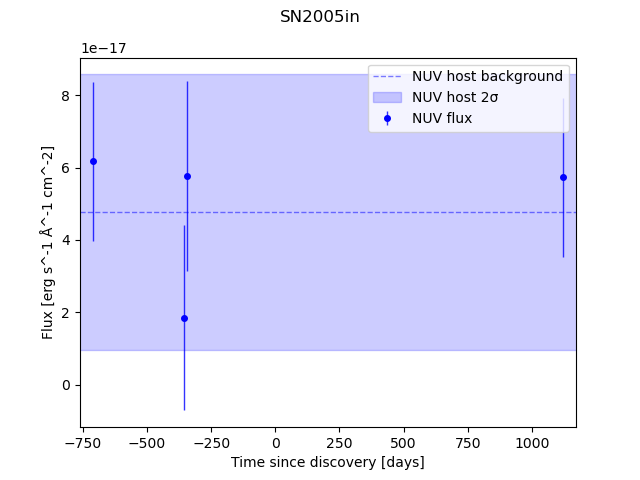 SN2005in
1e−17
NUV host background
NUV host 2σ
NUV flux
8
6
4
2
0
Flux [erg s^-1 Å^-1 cm^-2]
−750 −500 −250 0 250 500 750 1000
Time since discovery [days]